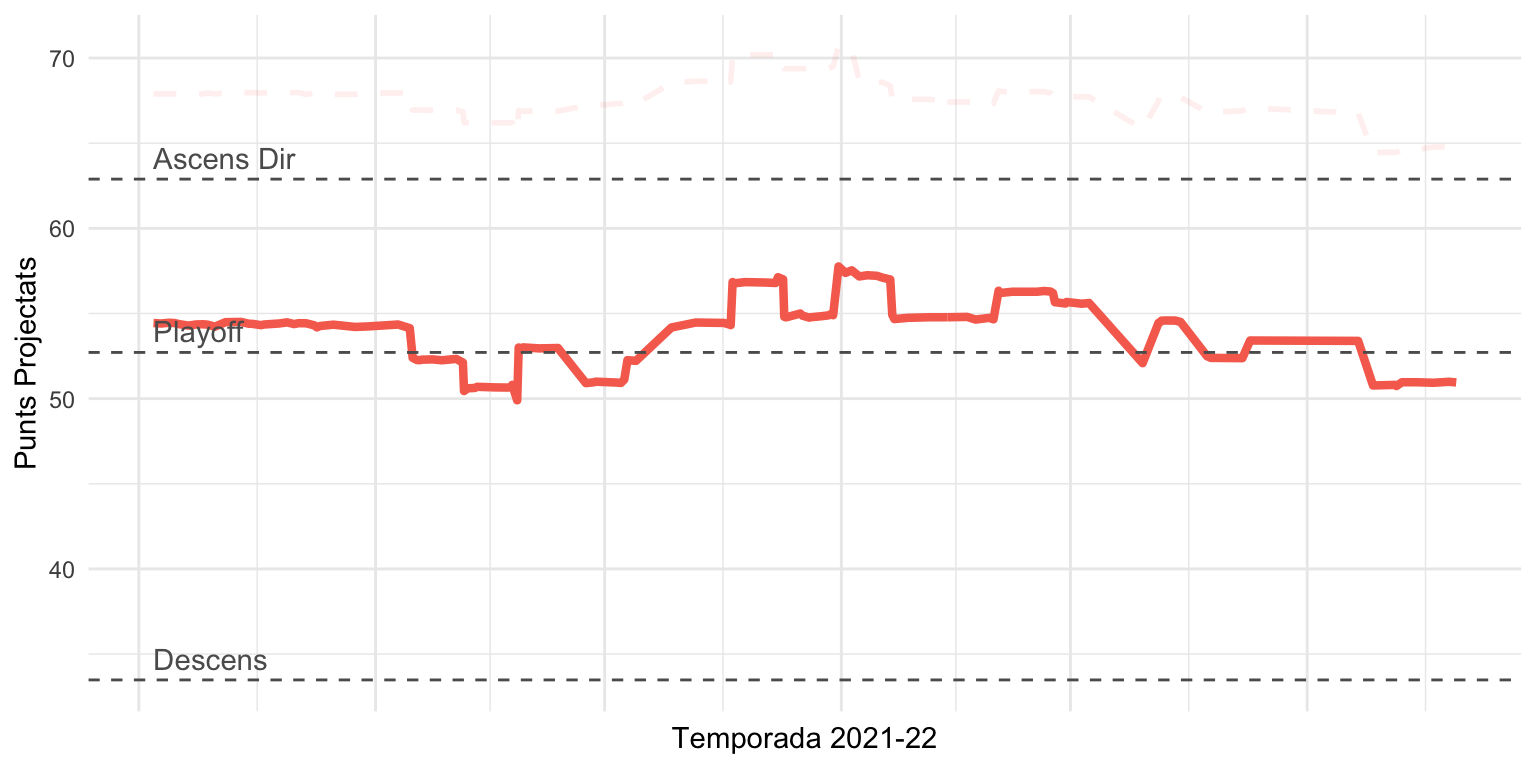 70
60
50
40
Punts Projectats
Ascens Dir
Playoff
Descens
Temporada 2021-22